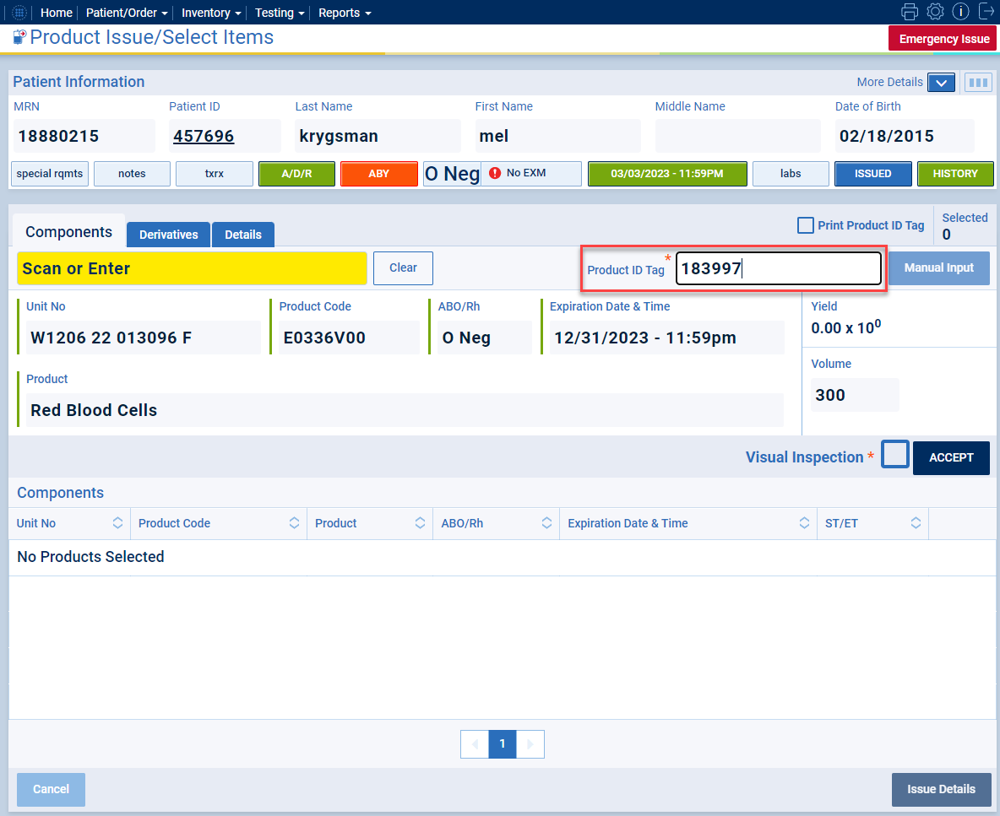 Home Patient/Order Inventory Testing Reports
Product Issue/Select Items
Emergency Issue
Patient Information
More Details
MRN Patient ID Last Name First Name Middle Name Date of Birth
18880215 457696 krygsman mel 02/18/2015
special rqmts notes txrx A/D/R ABY O Neg ! No EXM 03/03/2023 - 11:59PM labs ISSUED HISTORY
Components Derivatives Details
Print Product ID Tag
Selected
0
Scan or Enter Clear Product ID Tag * 183997 Manual Input
Unit No Product Code ABO/Rh Expiration Date & Time Yield
W1206 22 013096 F E0336V00 O Neg 12/31/2023 - 11:59pm 0.00 x 10⁰
Product Volume
Red Blood Cells 300
Visual Inspection * ACCEPT
Components
Unit No Product Code Product ABO/Rh Expiration Date & Time ST/ET
No Products Selected
1
Cancel Issue Details